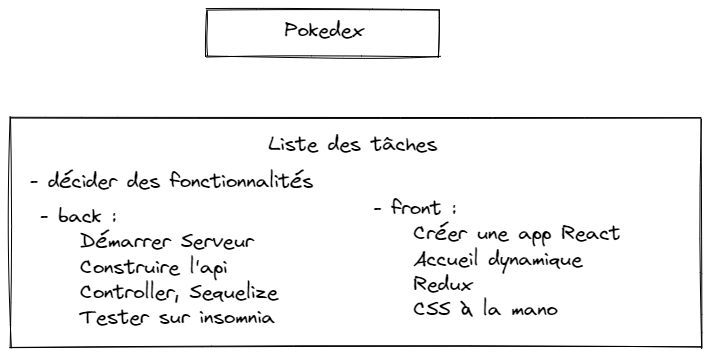 Pokedex
Liste des tâches
- décider des fonctionnalités
- back :
Démarrer Serveur
Construire l'api
Controller, Sequelize
Tester sur insomnia
- front :
Créer une app React
Accueil dynamique
Redux
CSS à la mano